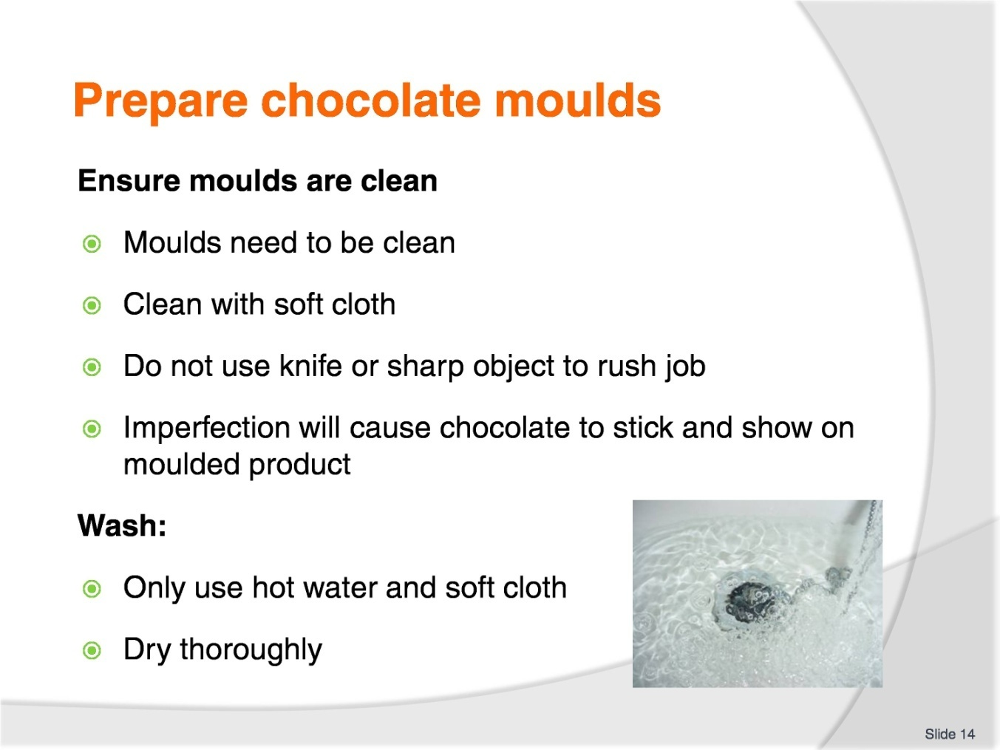 Prepare chocolate moulds
Ensure moulds are clean
Moulds need to be clean
Clean with soft cloth
Do not use knife or sharp object to rush job
Imperfection will cause chocolate to stick and show on
moulded product
Wash:
Only use hot water and soft cloth
Dry thoroughly
Slide 14